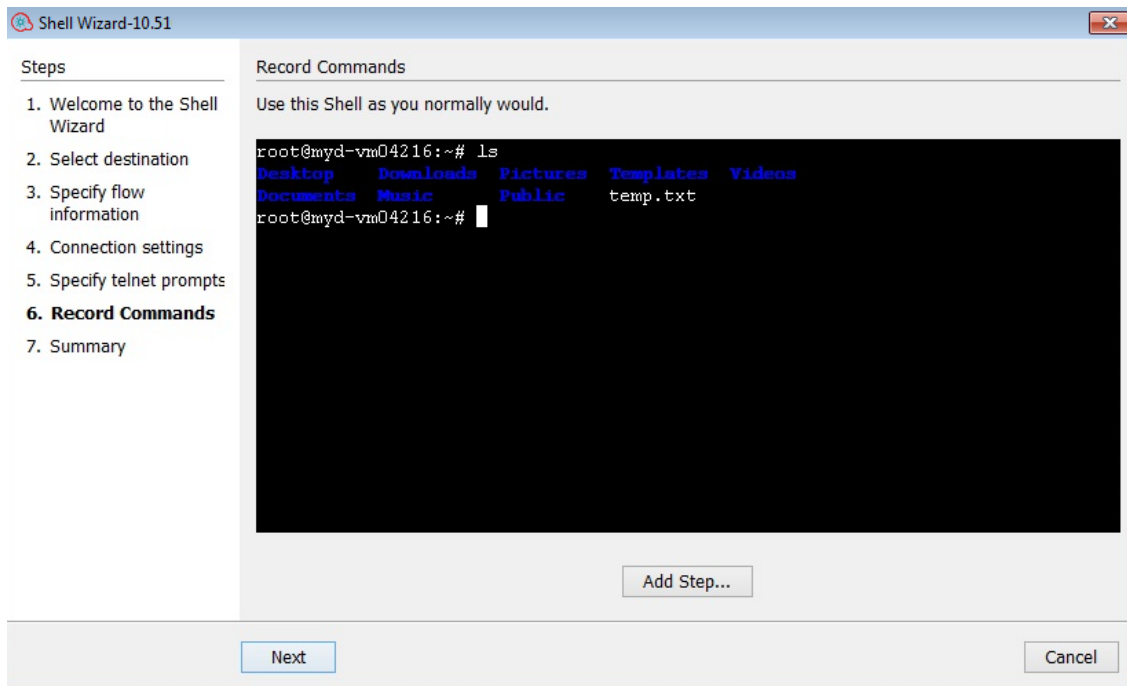 Shell Wizard-10.51
Steps
1. Welcome to the Shell
Wizard
2. Select destination
3. Specify flow
information
4. Connection settings
5. Specify telnet prompts
6. Record Commands
7. Summary
Record Commands
Use this Shell as you normally would.
root@myd-vm04216:~# ls
Desktop Downloads Pictures Templates Videos
Documents Music Public temp.txt
root@myd-vm04216:~#
Add Step...
Next
Cancel